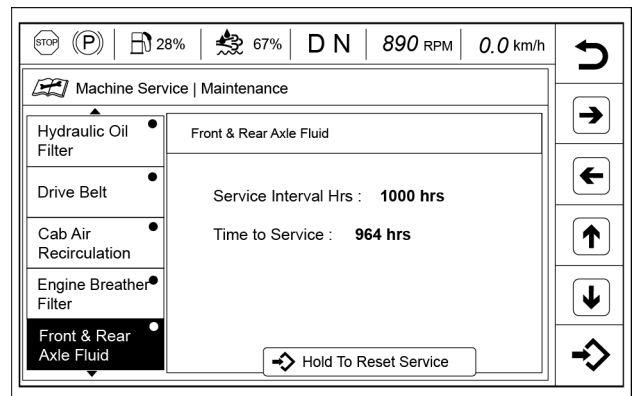 STOP (P) 28% 67% D N 890 RPM 0.0 km/h
Machine Service | Maintenance
Hydraulic Oil
Filter
Drive Belt
Cab Air
Recirculation
Engine Breather
Filter
Front & Rear
Axle Fluid
Front & Rear Axle Fluid
Service Interval Hrs : 1000 hrs
Time to Service : 964 hrs
Hold To Reset Service